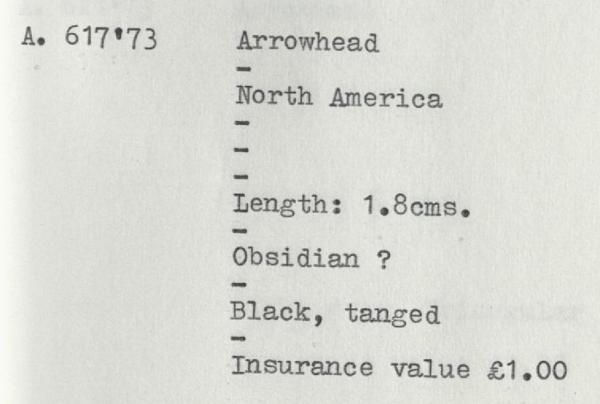 A. 617'73 Arrowhead
-
North America
-
-
-
Length: 1.8cms.
-
Obsidian ?
-
Black, tanged
-
Insurance value £1.00